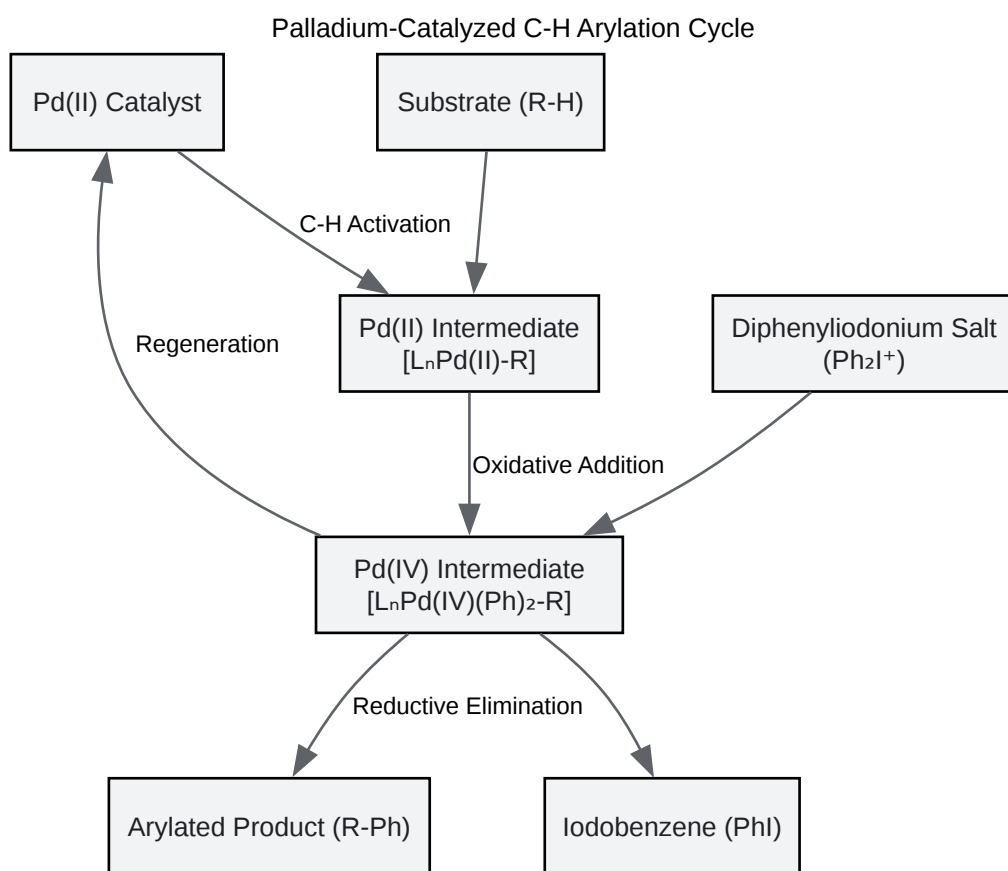 Palladium-Catalyzed C-H Arylation Cycle
Pd(II) Catalyst
Substrate (R-H)
C-H Activation
Pd(II) Intermediate
[LₙPd(II)-R]
Diphenyliodonium Salt
(Ph₂I⁺)
Regeneration
Oxidative Addition
Pd(IV) Intermediate
[LₙPd(IV)(Ph)₂-R]
Reductive Elimination
Arylated Product (R-Ph)
Iodobenzene (PhI)